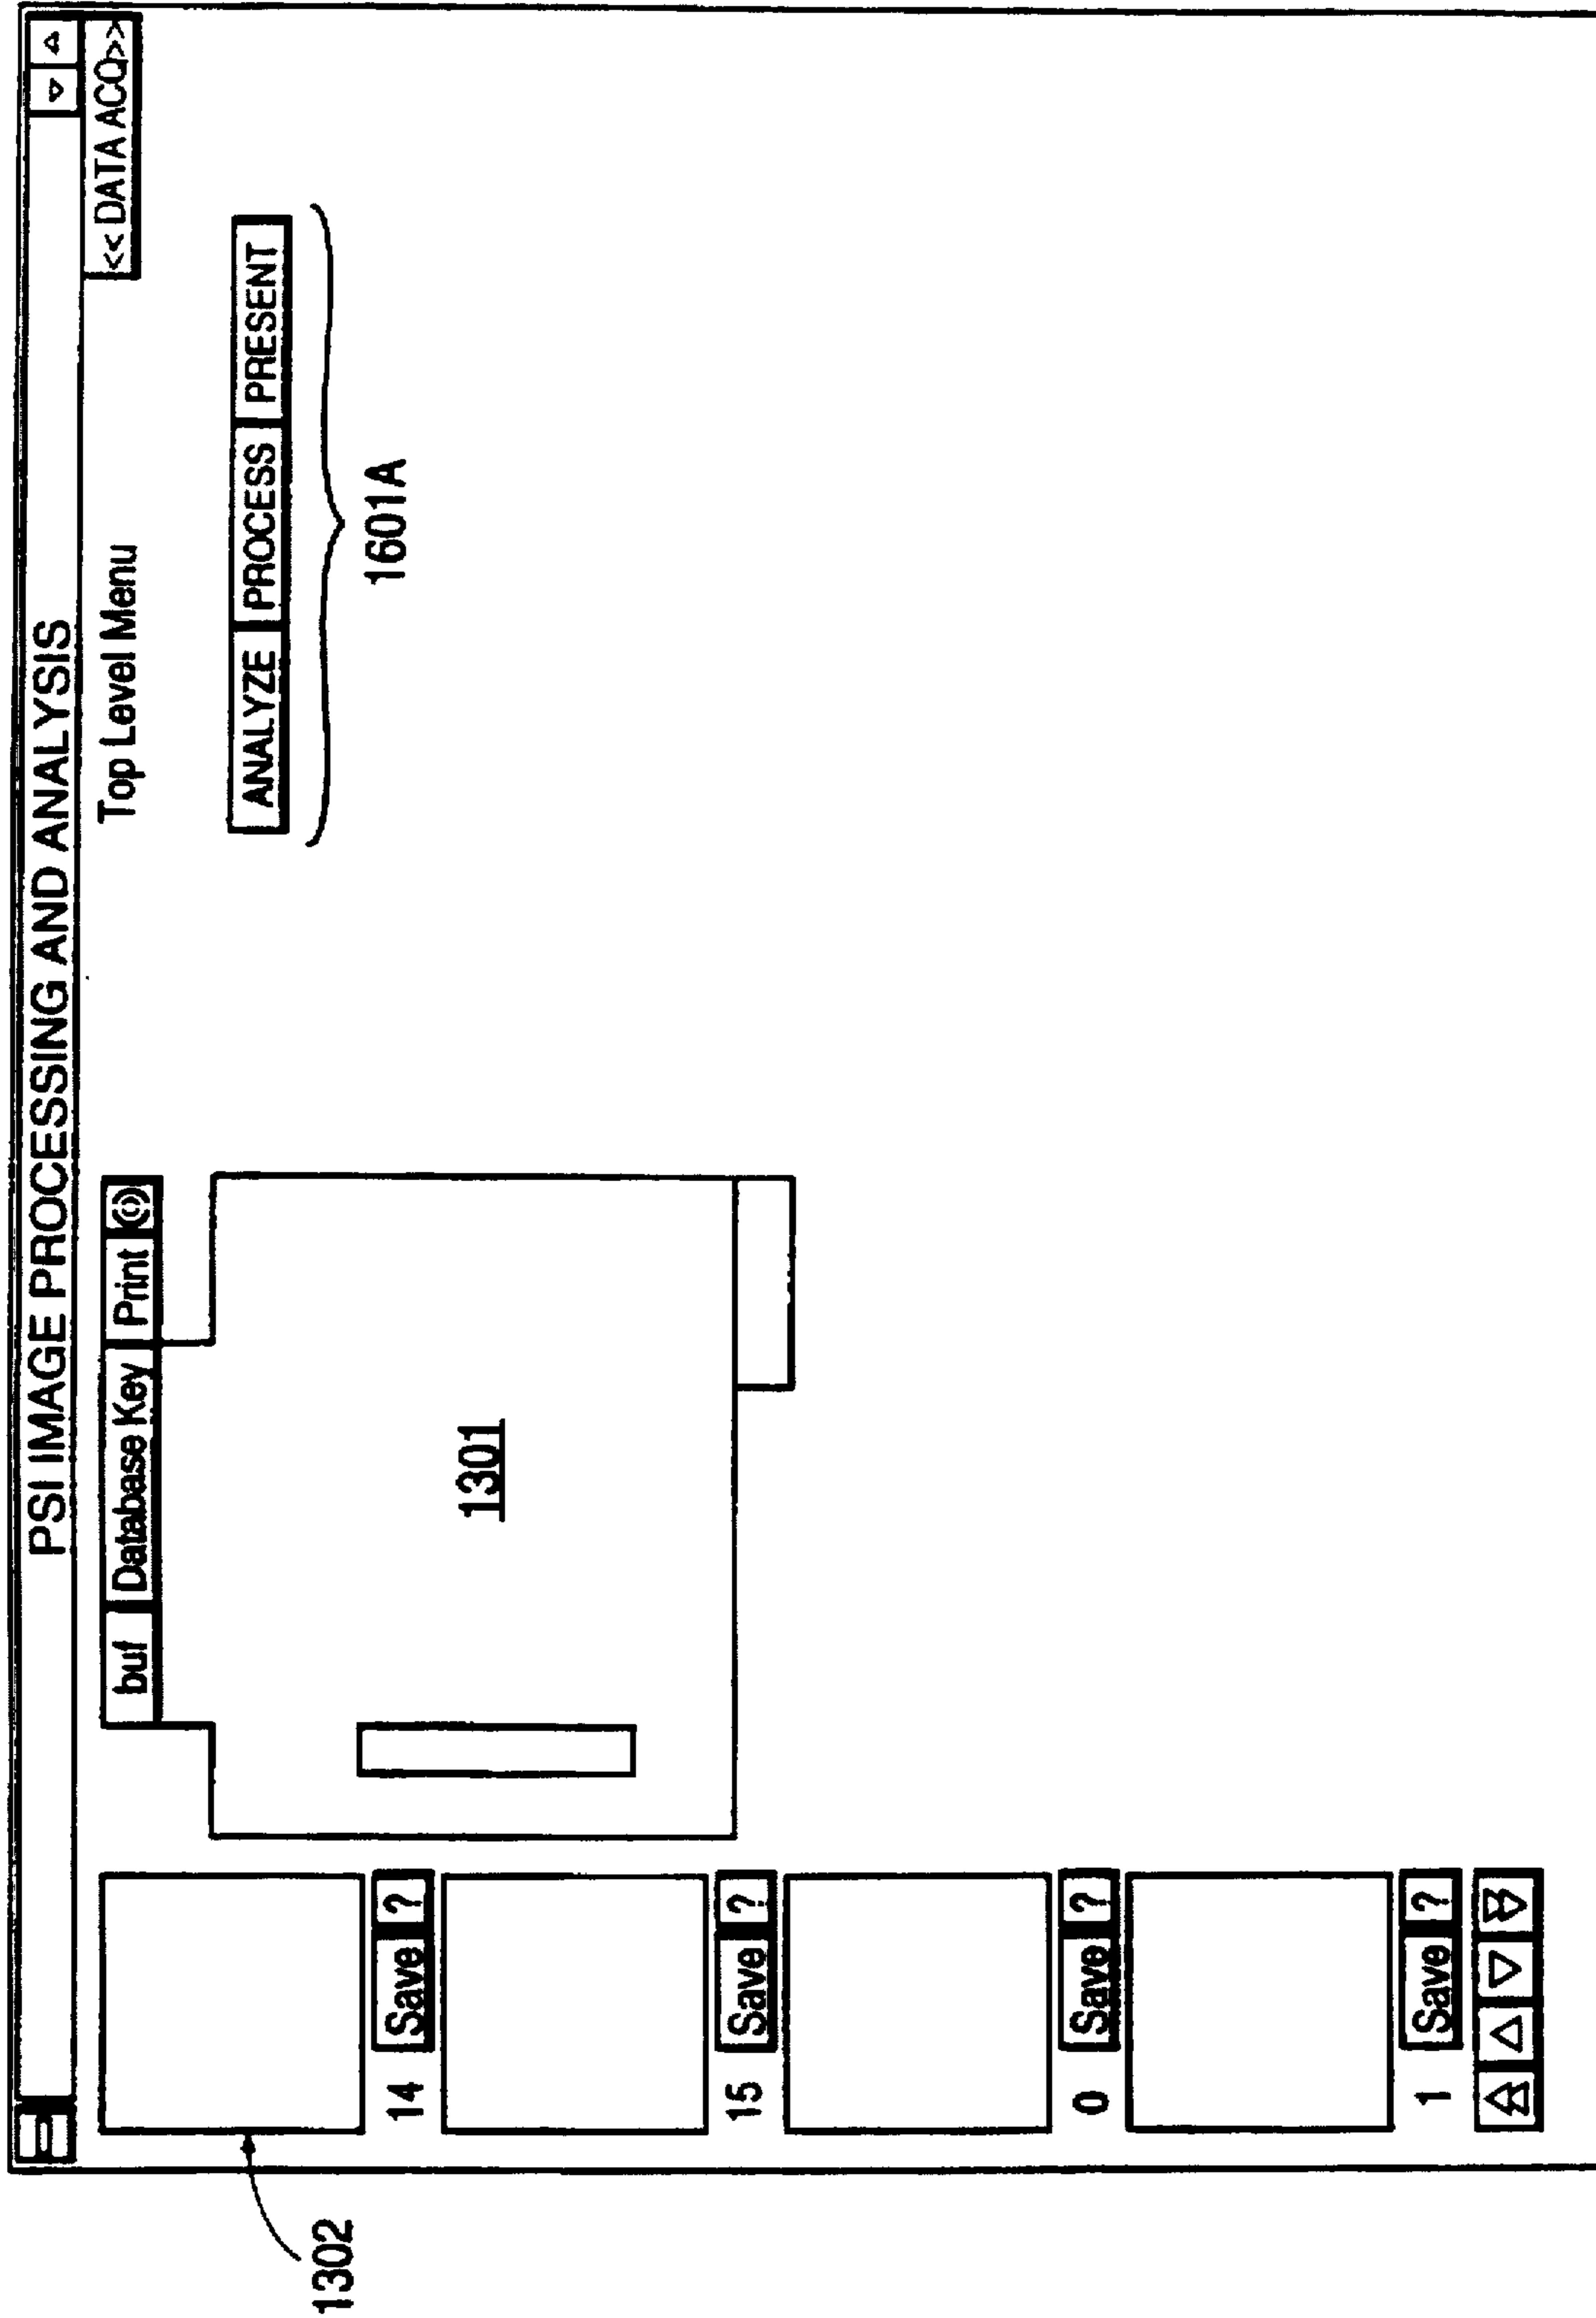 PSI IMAGE PROCESSING AND ANALYSIS
<< DATA ACQ>>
Top Level Menu
buf Database Key Print
ANALYZE PROCESS PRESENT
1601A
1301
1302
14 Save ?
15 Save ?
0 Save ?
1 Save ?